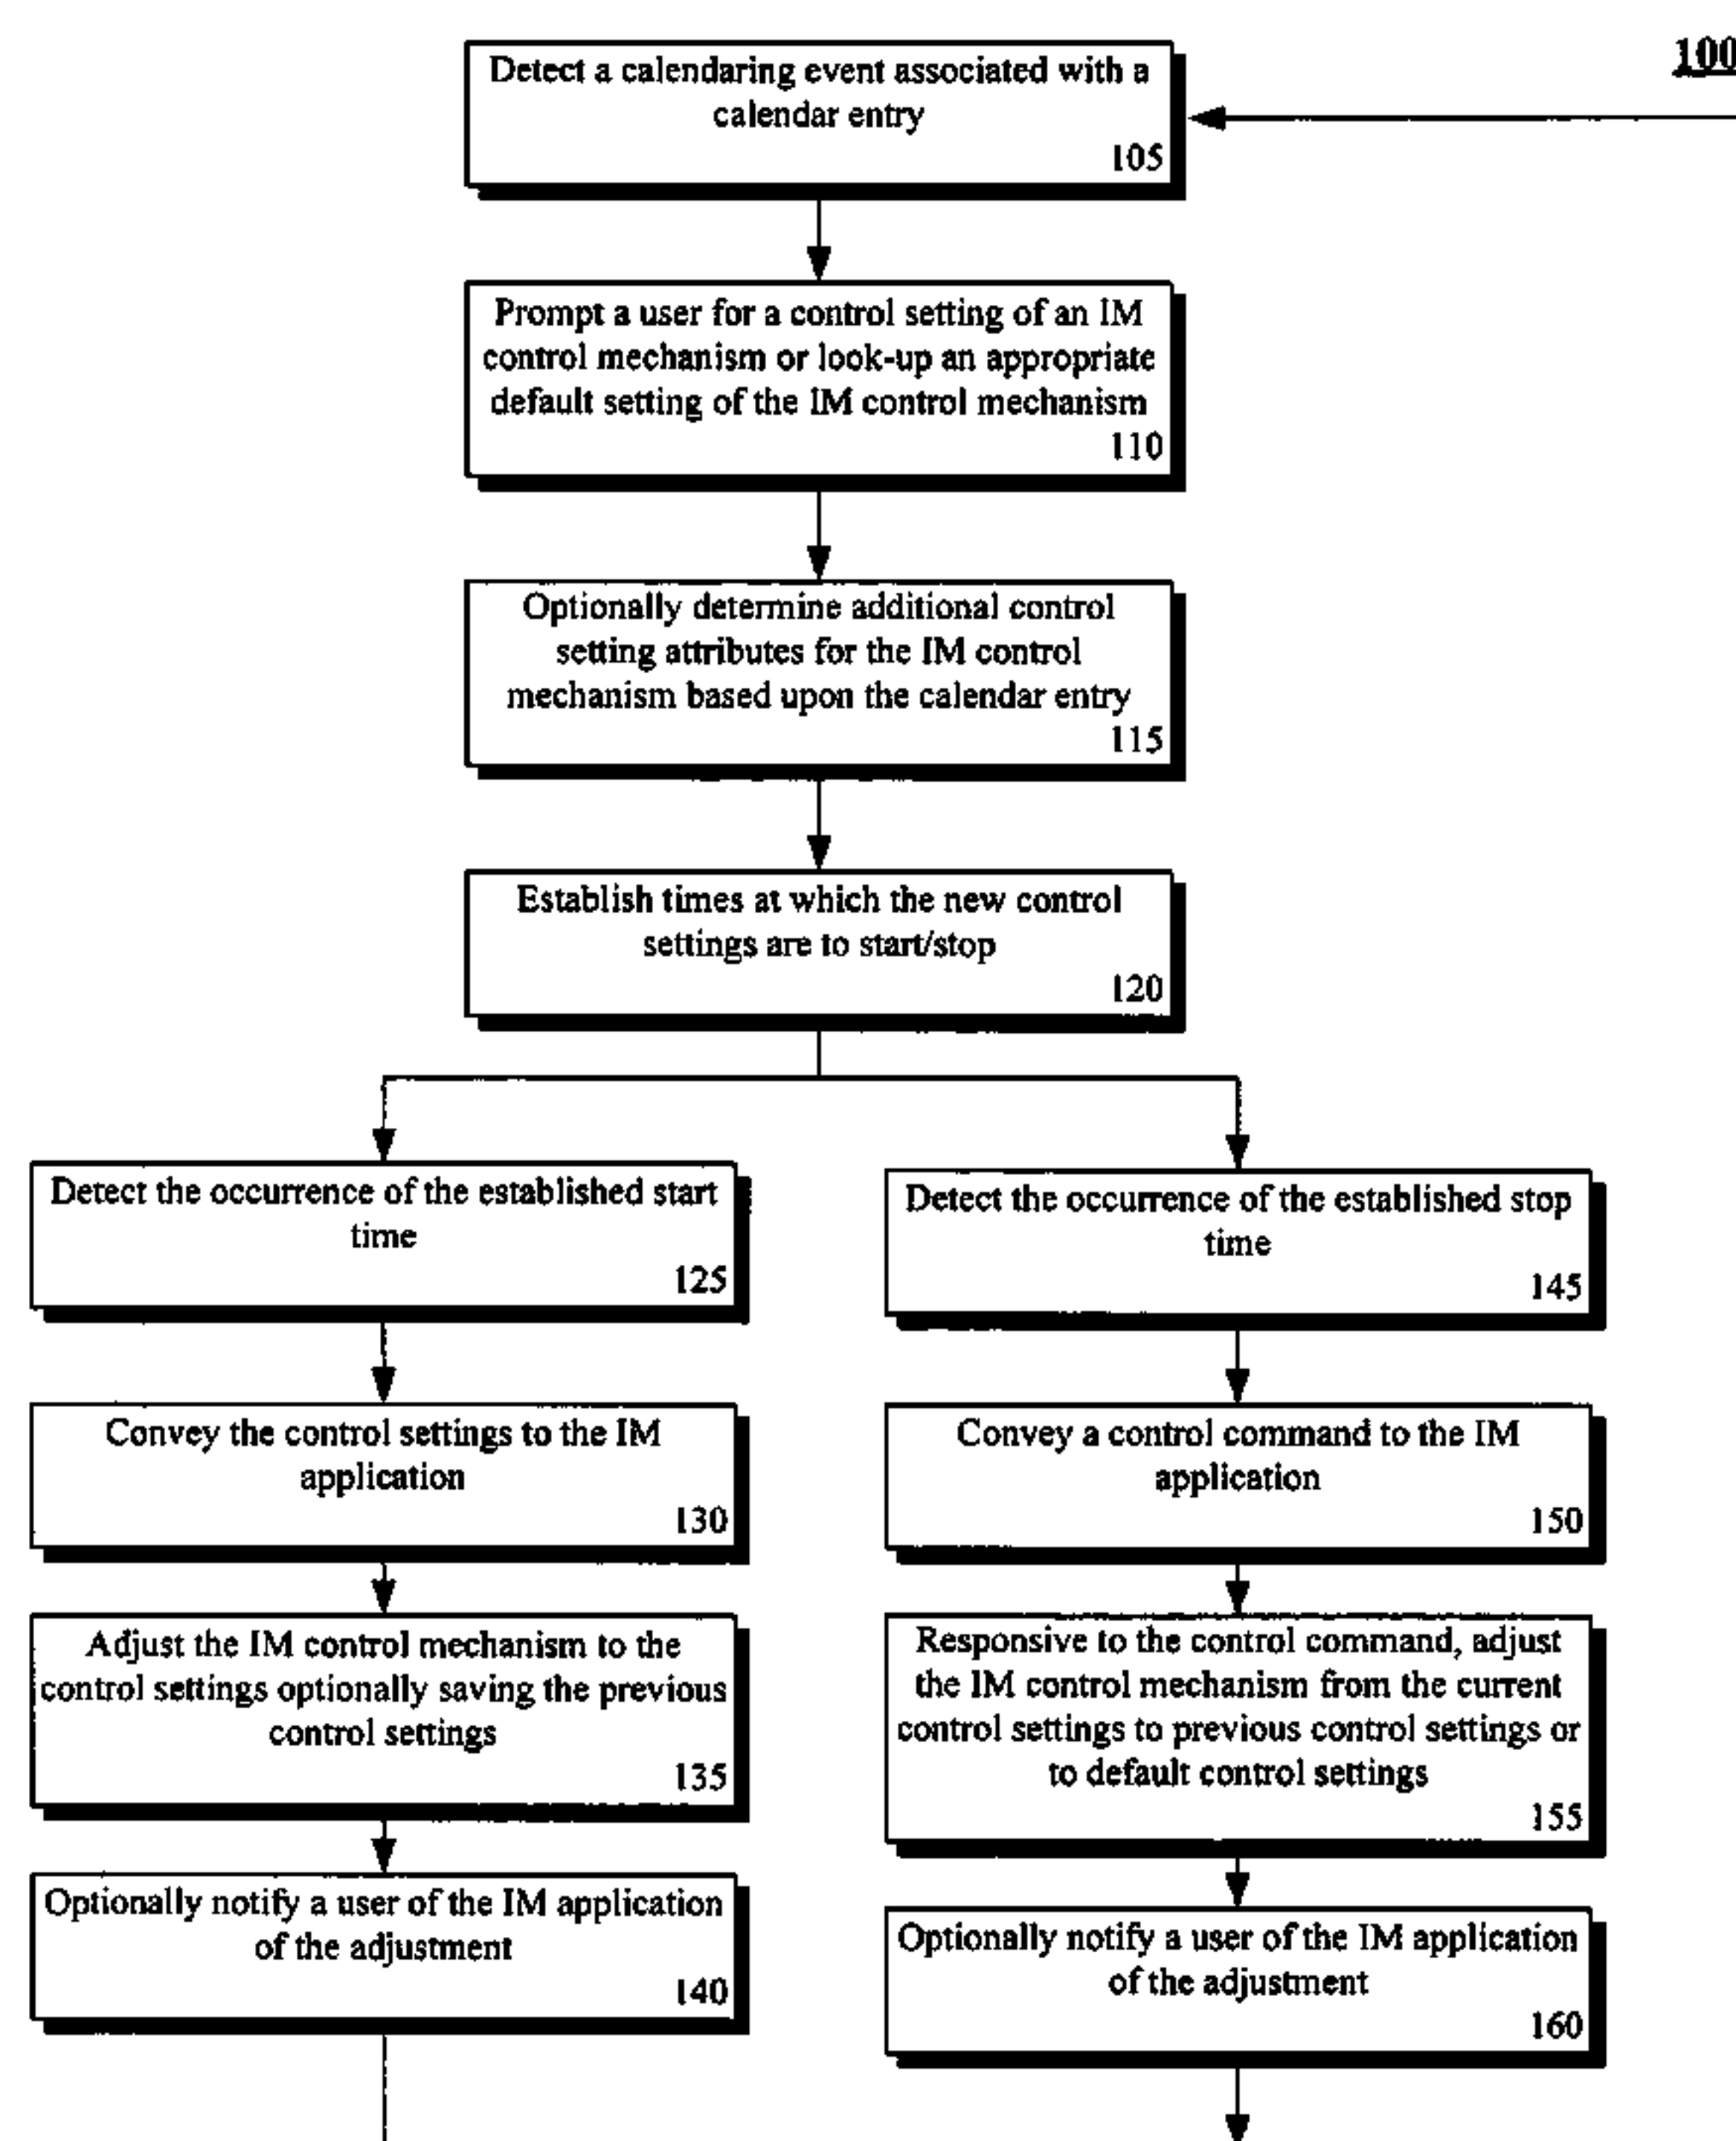 100
Detect a calendaring event associated with a
calendar entry
105
Prompt a user for a control setting of an IM
control mechanism or look-up an appropriate
default setting of the IM control mechanism
110
Optionally determine additional control
setting attributes for the IM control
mechanism based upon the calendar entry
115
Establish times at which the new control
settings are to start/stop
120
Detect the occurrence of the established start
time
125
Convey the control settings to the IM
application
130
Adjust the IM control mechanism to the
control settings optionally saving the previous
control settings
135
Optionally notify a user of the IM application
of the adjustment
140
Detect the occurrence of the established stop
time
145
Convey a control command to the IM
application
150
Responsive to the control command, adjust
the IM control mechanism from the current
control settings to previous control settings or
to default control settings
155
Optionally notify a user of the IM application
of the adjustment
160